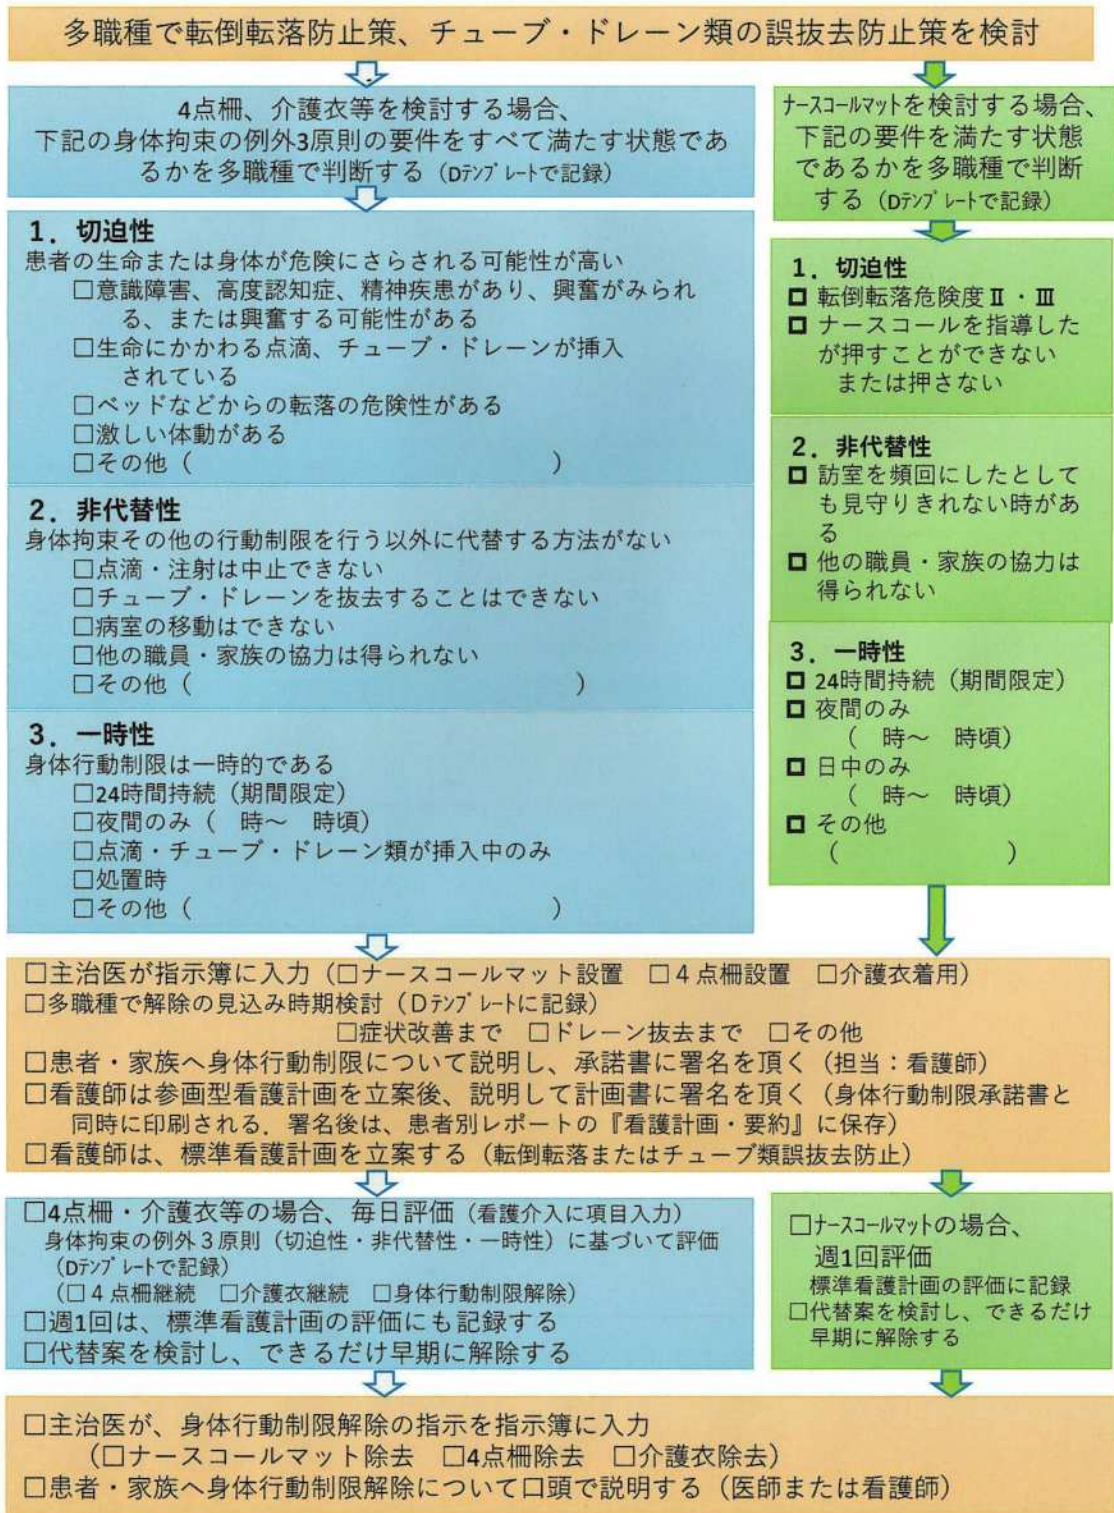 多職種で転倒転落防止策、チューブ・ドレーン類の誤抜去防止策を検討
4点柵、介護衣等を検討する場合、
下記の身体拘束の例外3原則の要件をすべて満たす状態であ
るかを多職種で判断する（Dﾃﾝﾌﾟﾚｰﾄで記録）
1．切迫性
患者の生命または身体が危険にさらされる可能性が高い
□意識障害、高度認知症、精神疾患があり、興奮がみられ
る、または興奮する可能性がある
□生命にかかわる点滴、チューブ・ドレーンが挿入
されている
□ベッドなどからの転落の危険性がある
□激しい体動がある
□その他（　　　　　　　　　　）
2．非代替性
身体拘束その他の行動制限を行う以外に代替する方法がない
□点滴・注射は中止できない
□チューブ・ドレーンを抜去することはできない
□病室の移動はできない
□他の職員・家族の協力は得られない
□その他（　　　　　　　　　　）
3．一時性
身体行動制限は一時的である
□24時間持続（期間限定）
□夜間のみ（　時～　時頃）
□点滴・チューブ・ドレーン類が挿入中のみ
□処置時
□その他（　　　　　　　　　　）
ﾅｰｽｺｰﾙﾏｯﾄを検討する場合、
下記の要件を満たす状態
であるかを多職種で判断
する（Dﾃﾝﾌﾟﾚｰﾄで記録）
1．切迫性
□ 転倒転落危険度Ⅱ・Ⅲ
□ ナースコールを指導した
が押すことができない
または押さない
2．非代替性
□ 訪室を頻回にしたとして
も見守りきれない時があ
る
□ 他の職員・家族の協力は
得られない
3．一時性
□ 24時間持続（期間限定）
□ 夜間のみ
（　時～　時頃）
□ 日中のみ
（　時～　時頃）
□ その他
（　　　　　）
□主治医が指示簿に入力（□ナースコールマット設置　□４点柵設置　□介護衣着用）
□多職種で解除の見込み時期検討（Ｄﾃﾝﾌﾟﾚｰﾄに記録）
□症状改善まで　□ドレーン抜去まで　□その他
□患者・家族へ身体行動制限について説明し、承諾書に署名を頂く（担当：看護師）
□看護師は参画型看護計画を立案後、説明して計画書に署名を頂く（身体行動制限承諾書と
同時に印刷される．署名後は、患者別レポートの『看護計画・要約』に保存）
□看護師は、標準看護計画を立案する（転倒転落またはチューブ類誤抜去防止）
□4点柵・介護衣等の場合、毎日評価（看護介入に項目入力）
身体拘束の例外３原則（切迫性・非代替性・一時性）に基づいて評価
（Dﾃﾝﾌﾟﾚｰﾄで記録）
（□４点柵継続　□介護衣継続　□身体行動制限解除）
□週1回は、標準看護計画の評価にも記録する
□代替案を検討し、できるだけ早期に解除する
□ﾅｰｽｺｰﾙﾏｯﾄの場合、
週1回評価
標準看護計画の評価に記録
□代替案を検討し、できるだけ
早期に解除する
□主治医が、身体行動制限解除の指示を指示簿に入力
（□ナースコールマット除去　□4点柵除去　□介護衣除去）
□患者・家族へ身体行動制限解除について口頭で説明する（医師または看護師）